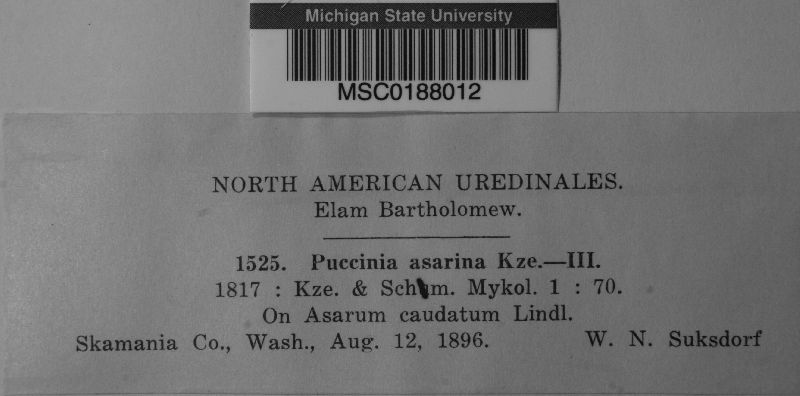 Michigan State University
MSC0188012
NORTH AMERICAN UREDINALES.
Elam Bartholomew.
1525. Puccinia asarina Kze.—III.
1817 : Kze. & Schm. Mykol. 1 : 70.
On Asarum caudatum Lindl.
Skamania Co., Wash., Aug. 12, 1896. W. N. Suksdorf